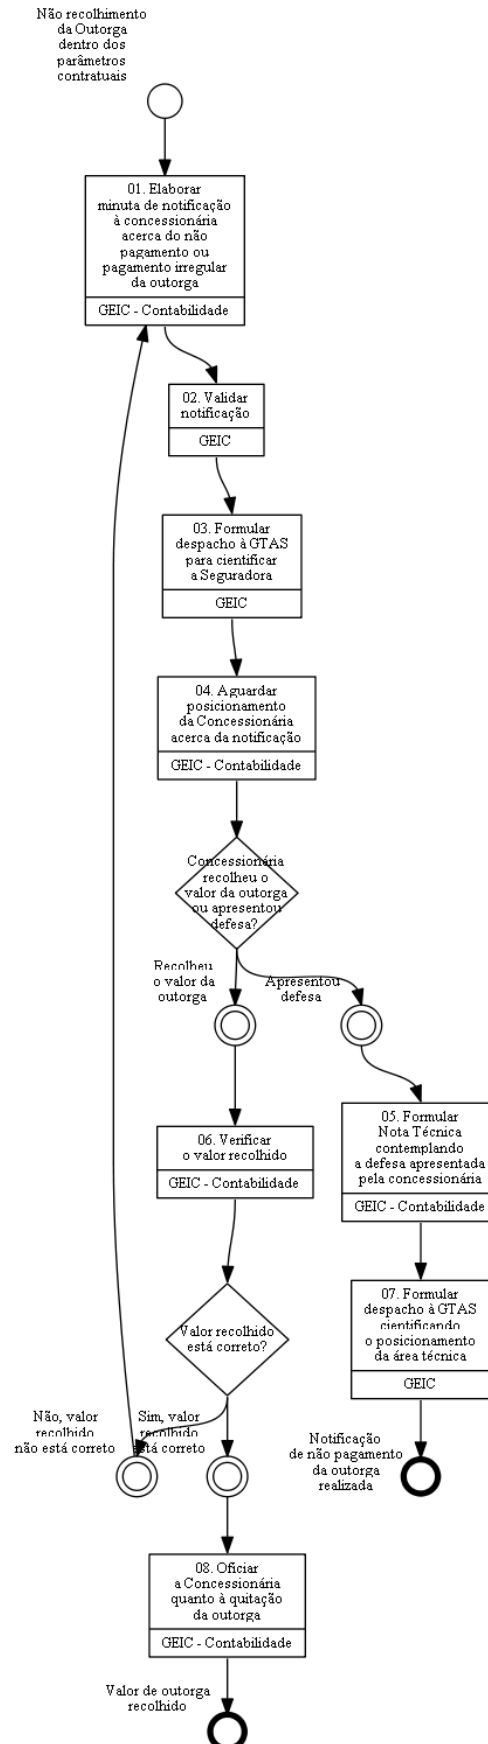 Não recolhimento
da Outorga
dentro dos
parâmetros
contratuais
01. Elaborar
minuta de notificação
à concessionária
acerca do não
pagamento ou
pagamento irregular
da outorga
GEIC - Contabilidade
02. Validar
notificação
GEIC
03. Formular
despacho à GTAS
para cientificar
a Seguradora
GEIC
04. Aguardar
posicionamento
da Concessionária
acerca da notificação
GEIC - Contabilidade
Concessionária
recolheu o
valor da outorga
ou apresentou
defesa?
Recolheu
o valor da
outorga
Apresentou
defesa
05. Formular
Nota Técnica
contemplando
a defesa apresentada
pela concessionária
GEIC - Contabilidade
06. Verificar
o valor recolhido
GEIC - Contabilidade
07. Formular
despacho à GTAS
cientificando
o posicionamento
da área técnica
GEIC
Valor recolhido
está correto?
Não, valor
recolhido
não está correto
Sim, valor
recolhido
está correto
Notificação
de não pagamento
da outorga
realizada
08. Oficiar
a Concessionária
quanto à quitação
da outorga
GEIC - Contabilidade
Valor de outorga
recolhido